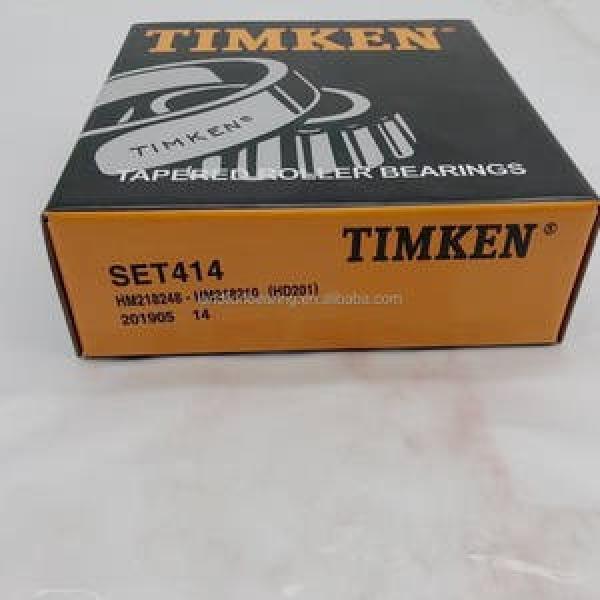 TIMKEN
TIMKEN®
TAPERED ROLLER BEARINGS
TIMKEN®
SET414
HM218248 - HM218210 (HD201)
201905 14